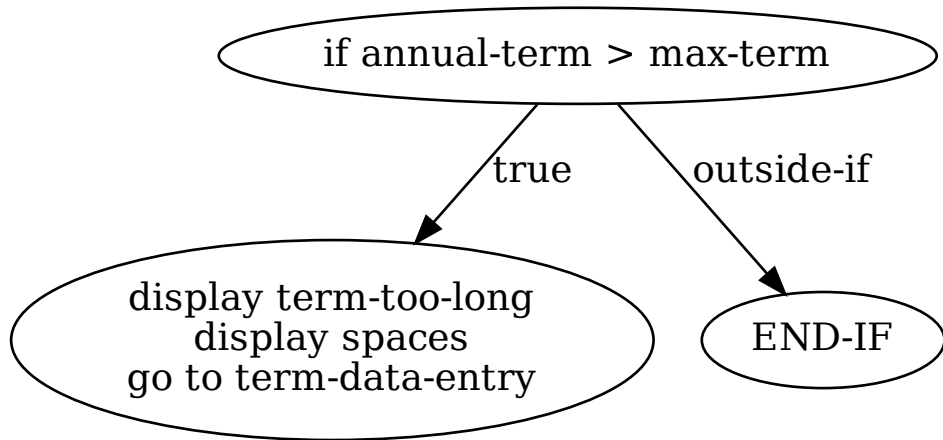 if annual-term > max-term
true
outside-if
display term-too-long
display spaces
go to term-data-entry
END-IF